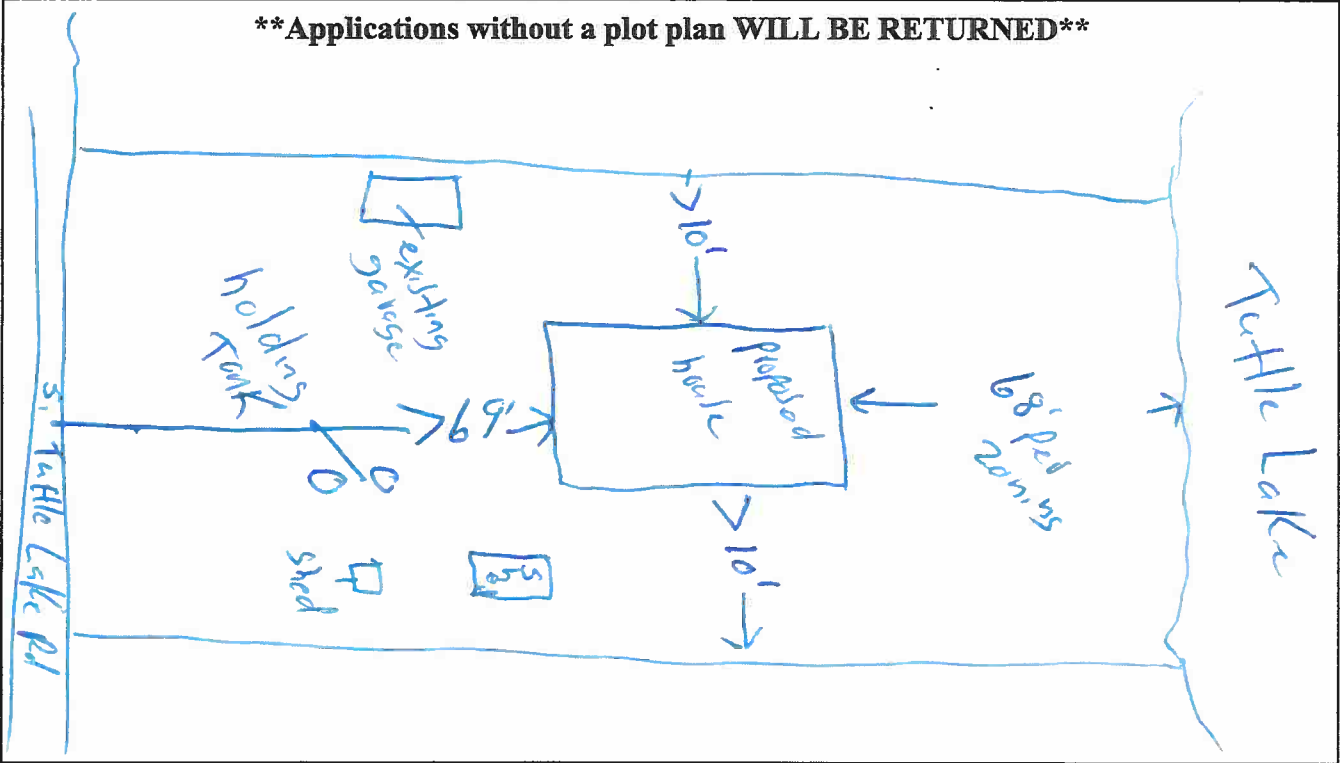 **Applications without a plot plan WILL BE RETURNED**
>10'
existing
garage
holding
Tank
proposed
house
>69'
68' per
zoning
Tuttle Lake
S. Tuttle Lake Rd
>10'
shed